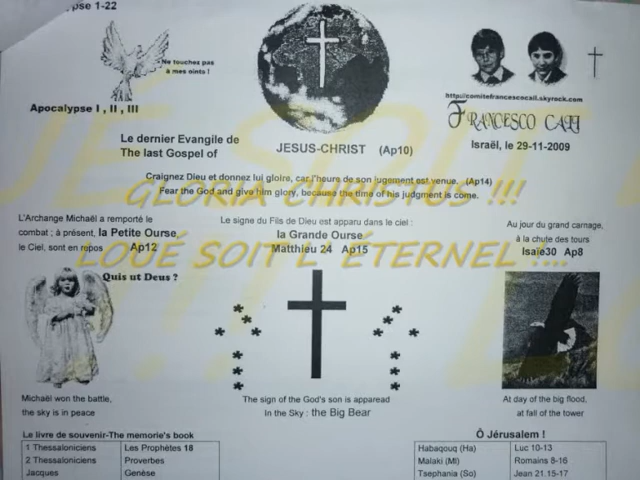 pse 1-22
Ne touchez pas
à mes oints !
Apocalypse I , II , III
http://comitefrancescocali.skyrock.com
FRANCESCO CALI
Israël, le 29-11-2009
Le dernier Evangile de
The last Gospel of
JESUS-CHRIST (Ap10)
Craignez Dieu et donnez lui gloire, car l'heure de son jugement est venue. (Ap14)
Fear the God and give him glory, because the time of his judgment is come.
GLORIA CHRISTUS !!!
L'Archange Michaël a remporté le
combat ; à présent, la Petite Ourse,
le Ciel, sont en repos Ap12
Le signe du Fils de Dieu est apparu dans le ciel :
la Grande Ourse
Matthieu 24 Ap15
Au jour du grand carnage,
à la chute des tours
Isaïe30 Ap8
LOUÉ SOIT L' ÉTERNEL !...
Quis ut Deus ?
Michaël won the battle,
the sky is in peace
The sign of the God's son is apparead
In the Sky : the Big Bear
At day of the big flood,
at fall of the tower
Le livre de souvenir-The memorie's book
1 Thessaloniciens Les Prophètes 18
2 Thessaloniciens Proverbes
Jacques Genèse
Ô Jérusalem !
Habaqouq (Ha) Luc 10-13
Malaki (Ml) Romains 8-16
Tsephania (So) Jean 21.15-17